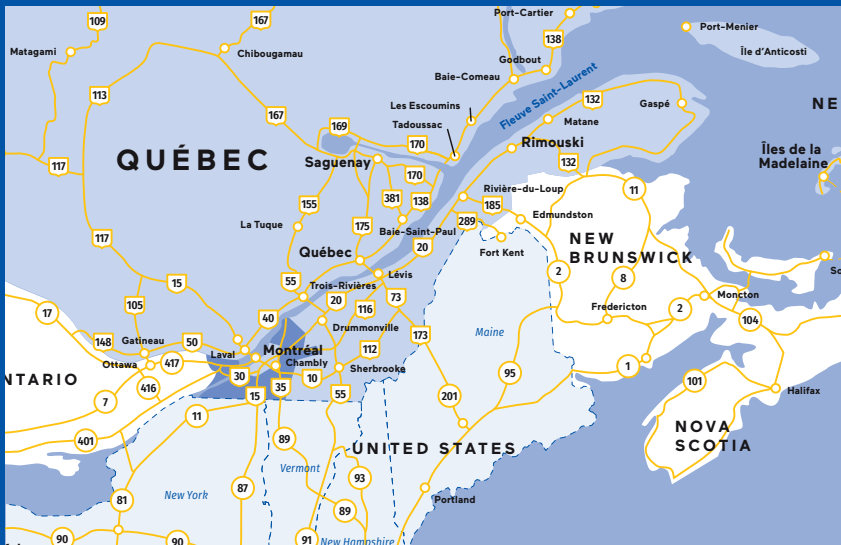 Port-Cartier
167
109
138
Port-Menier
Matagami
Chibougamau
Île d'Anticosti
Godbout
Baie-Comeau
113
Fleuve Saint-Laurent
132
Gaspé
NE
Les Escoumins
Tadoussac
167
169
Matane
170
Rimouski
QUÉBEC
Saguenay
132
Îles de la
Madelaine
117
170
Rivière-du-Loup
11
381
138
185
155
289
Edmundston
La Tuque
175
Baie-Saint-Paul
117
20
NEW
BRUNSWICK
Québec
Fort Kent
So
2
8
Lévis
15
55
Trois-Rivières
20
73
Moncton
105
116
Fredericton
2
17
40
104
Drummonville
Maine
173
148
Gatineau
50
Laval
Montréal
112
Ottawa
417
Chambly
Sherbrooke
1
NTARIO
30
10
95
101
416
35
Halifax
15
55
201
7
11
NOVA
SCOTIA
401
89
UNITED STATES
Vermont
93
New York
87
81
Portland
89
90
90
91
New Hampshire